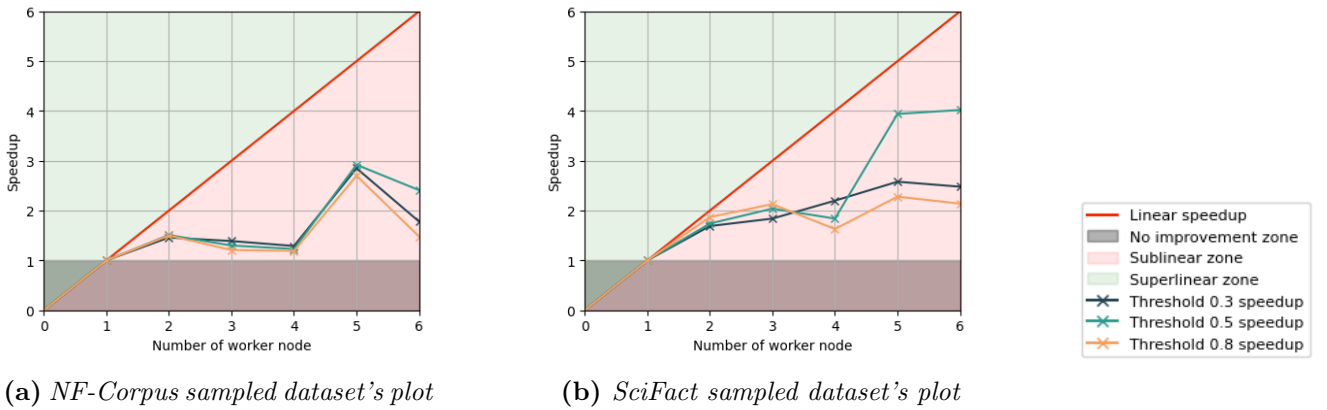 6
5
4
3
2
1
0
Speedup
0 1 2 3 4 5 6
Number of worker node
(a) NF-Corpus sampled dataset's plot
6
5
4
3
2
1
0
Speedup
0 1 2 3 4 5 6
Number of worker node
(b) SciFact sampled dataset's plot
Linear speedup
No improvement zone
Sublinear zone
Superlinear zone
Threshold 0.3 speedup
Threshold 0.5 speedup
Threshold 0.8 speedup